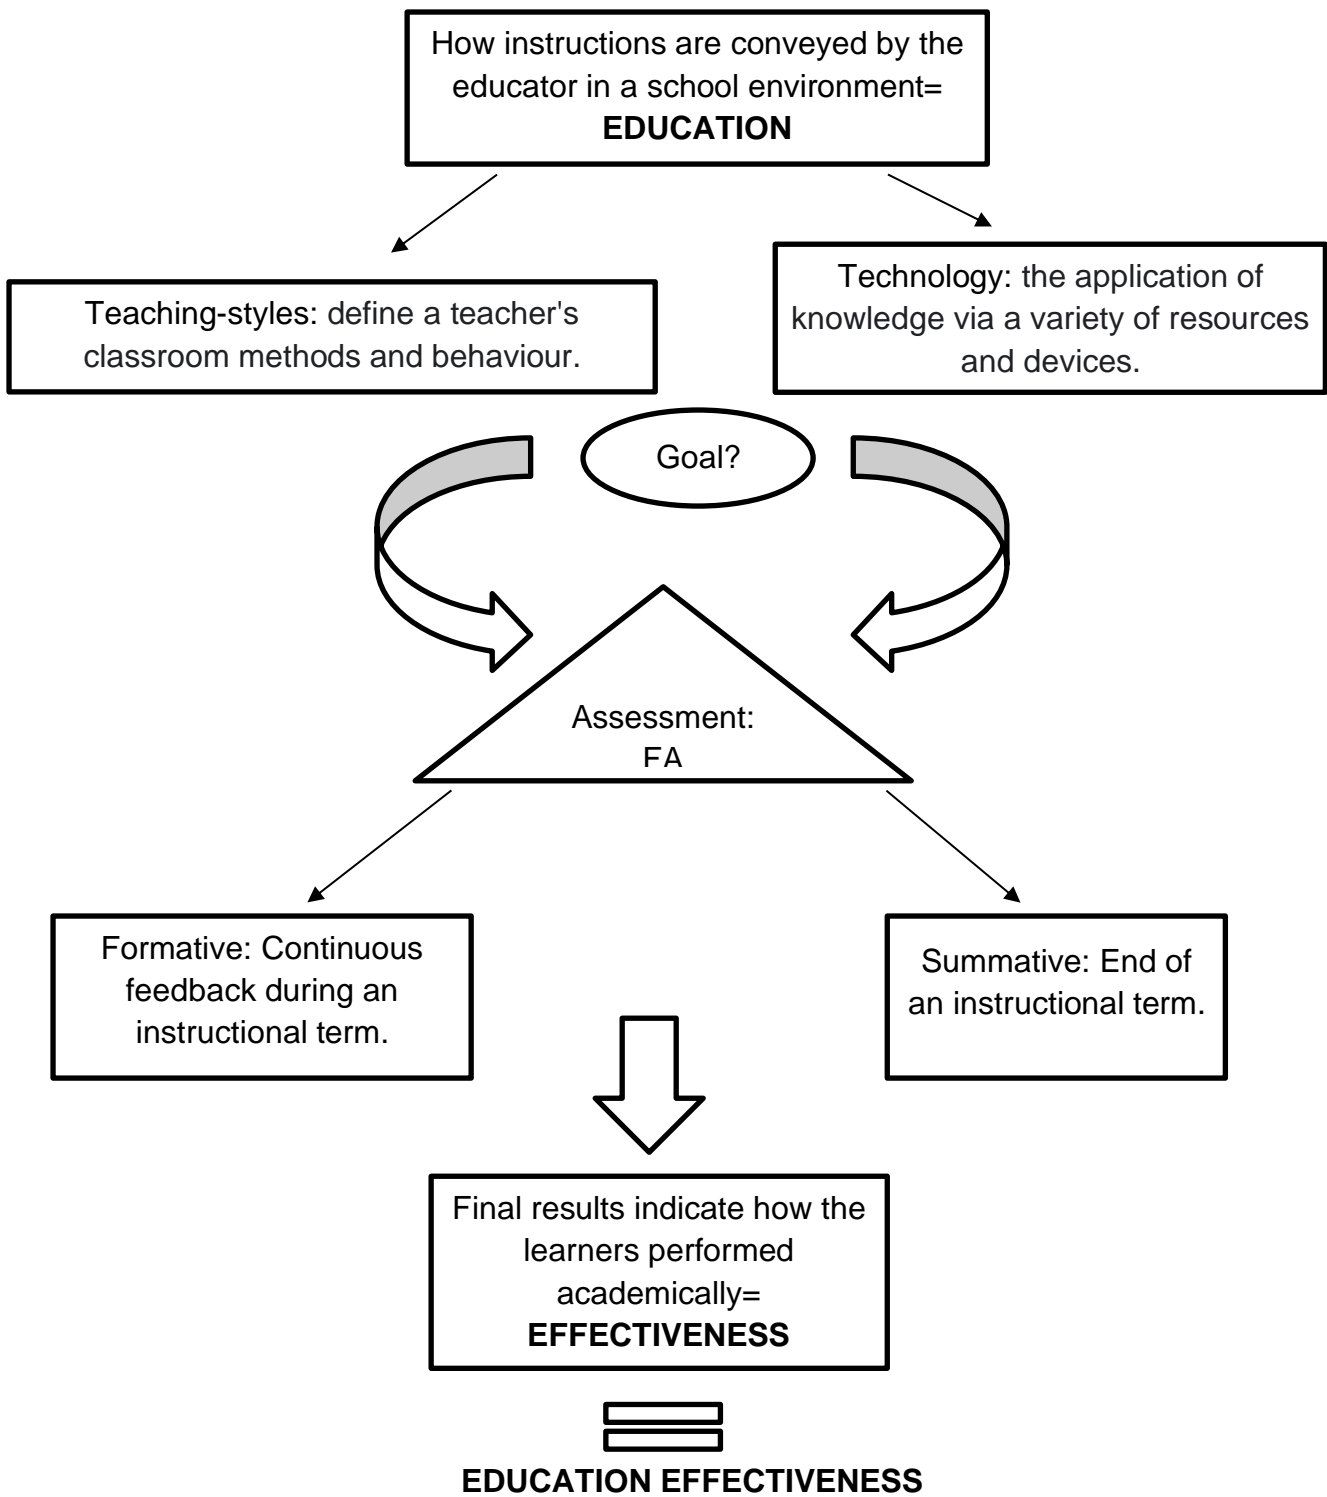 How instructions are conveyed by the
educator in a school environment=
EDUCATION
Teaching-styles: define a teacher's
classroom methods and behaviour.
Technology: the application of
knowledge via a variety of resources
and devices.
Goal?
Assessment:
FA
Formative: Continuous
feedback during an
instructional term.
Summative: End of
an instructional term.
Final results indicate how the
learners performed
academically=
EFFECTIVENESS
EDUCATION EFFECTIVENESS